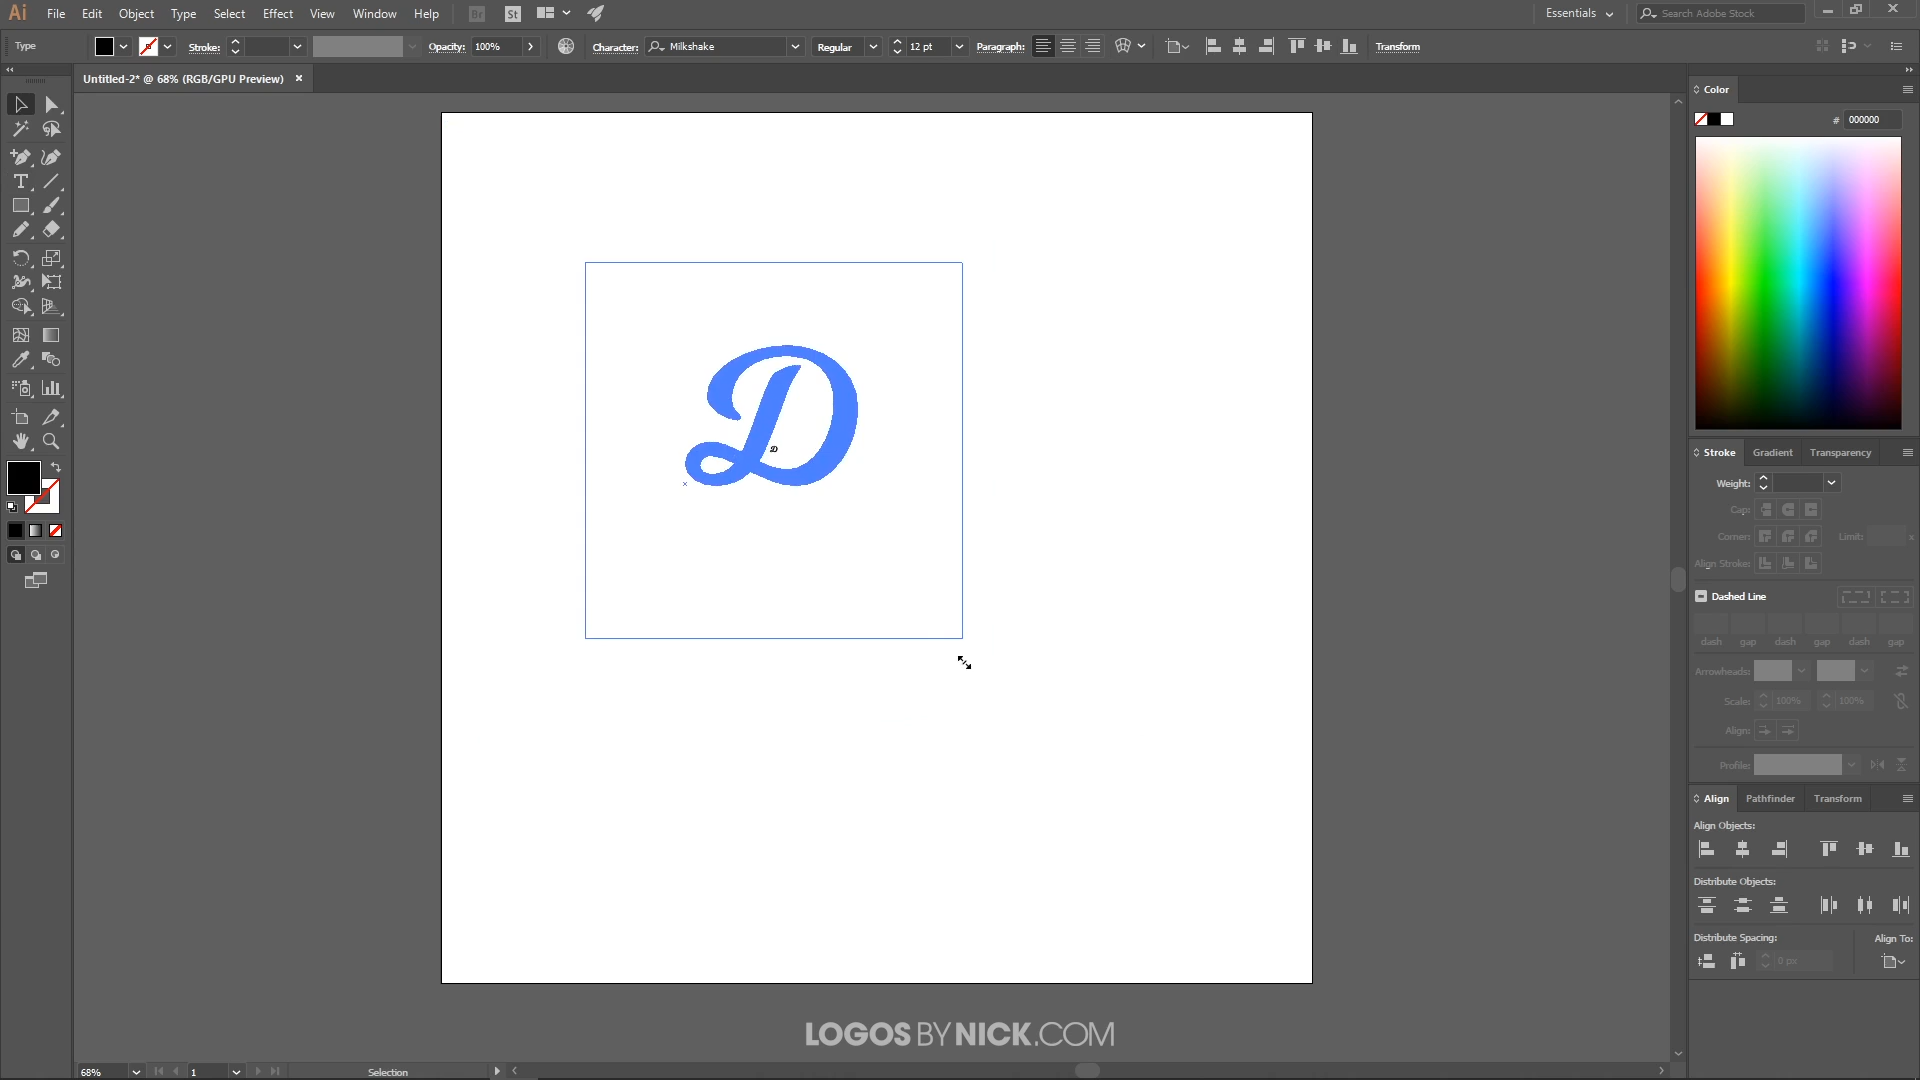 Ai File Edit Object Type Select Effect View Window Help Br St Essentials Search Adobe Stock
Type Stroke: Opacity: 100% Character: Milkshake Regular 12 pt Paragraph: Transform
Untitled-2* @ 68% (RGB/GPU Preview)
Color
# 000000
D
D
Stroke Gradient Transparency
Weight:
Cap:
Corner: Limit: x
Align Stroke:
Dashed Line
dash gap dash gap dash gap
Arrowheads:
Scale: 100% 100%
Align:
Profile:
Align Pathfinder Transform
Align Objects:
Distribute Objects:
Distribute Spacing: Align To:
0 px
LOGOS BY NICK.COM
68% 1 Selection